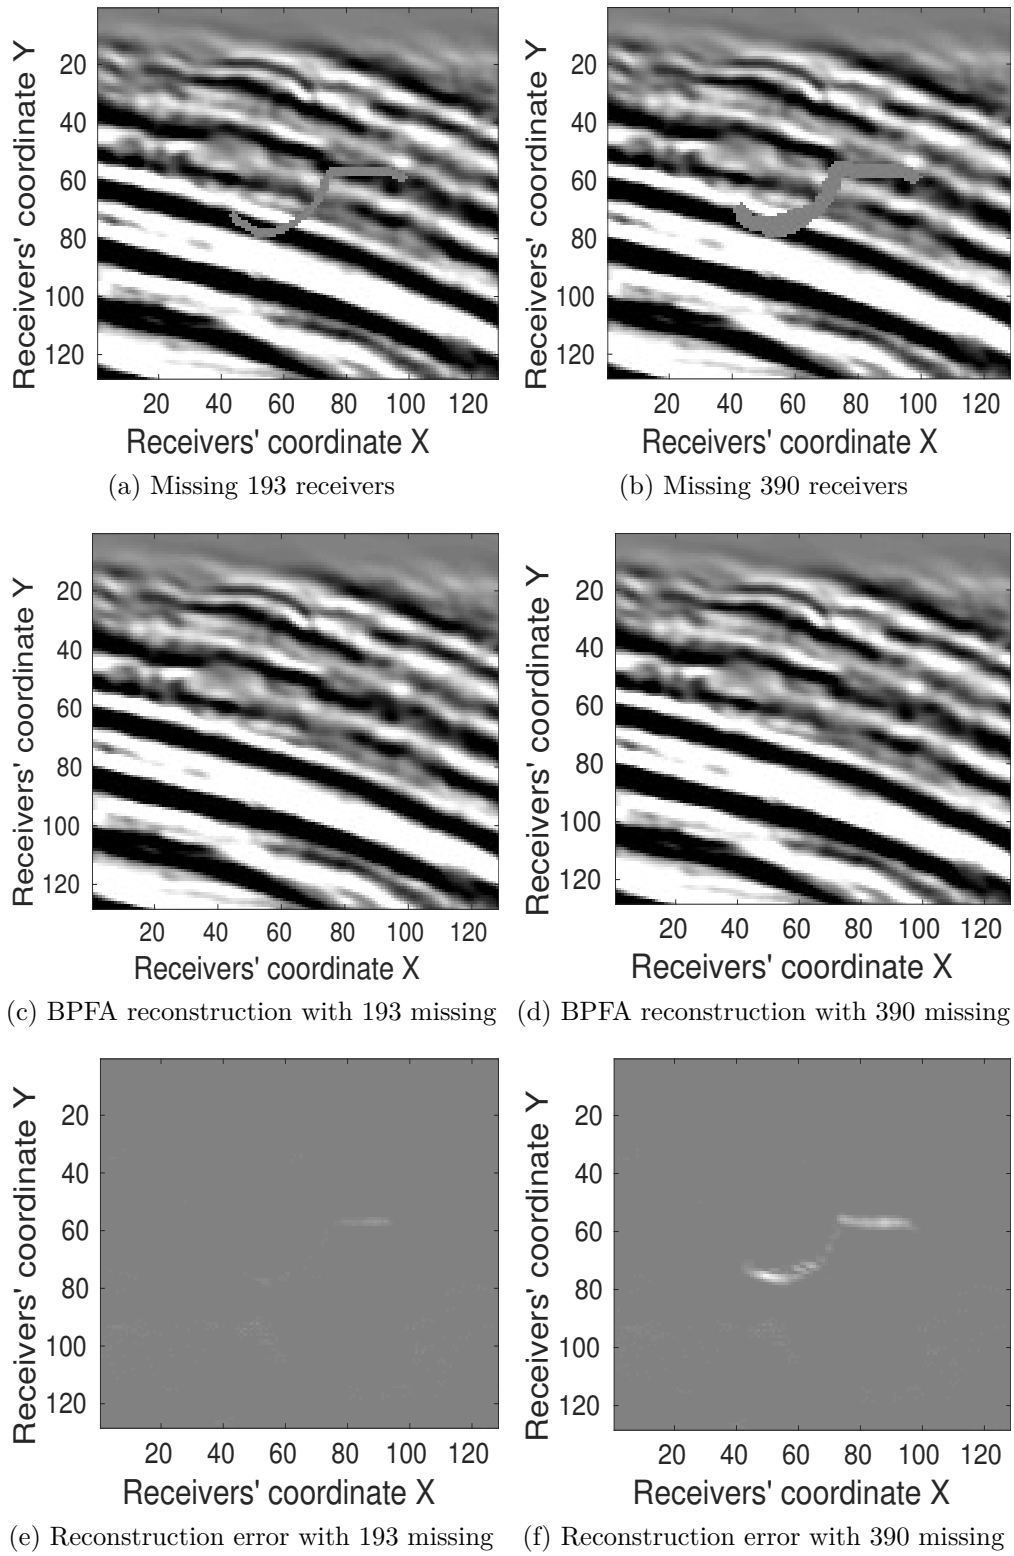 Receivers' coordinate Y
20
40
60
80
100
120
20 40 60 80 100 120
Receivers' coordinate X
(a) Missing 193 receivers
Receivers' coordinate Y
20
40
60
80
100
120
20 40 60 80 100 120
Receivers' coordinate X
(b) Missing 390 receivers
Receivers' coordinate Y
20
40
60
80
100
120
20 40 60 80 100 120
Receivers' coordinate X
(c) BPFA reconstruction with 193 missing
Receivers' coordinate Y
20
40
60
80
100
120
20 40 60 80 100 120
Receivers' coordinate X
(d) BPFA reconstruction with 390 missing
Receivers' coordinate Y
20
40
60
80
100
120
20 40 60 80 100 120
Receivers' coordinate X
(e) Reconstruction error with 193 missing
Receivers' coordinate Y
20
40
60
80
100
120
20 40 60 80 100 120
Receivers' coordinate X
(f) Reconstruction error with 390 missing